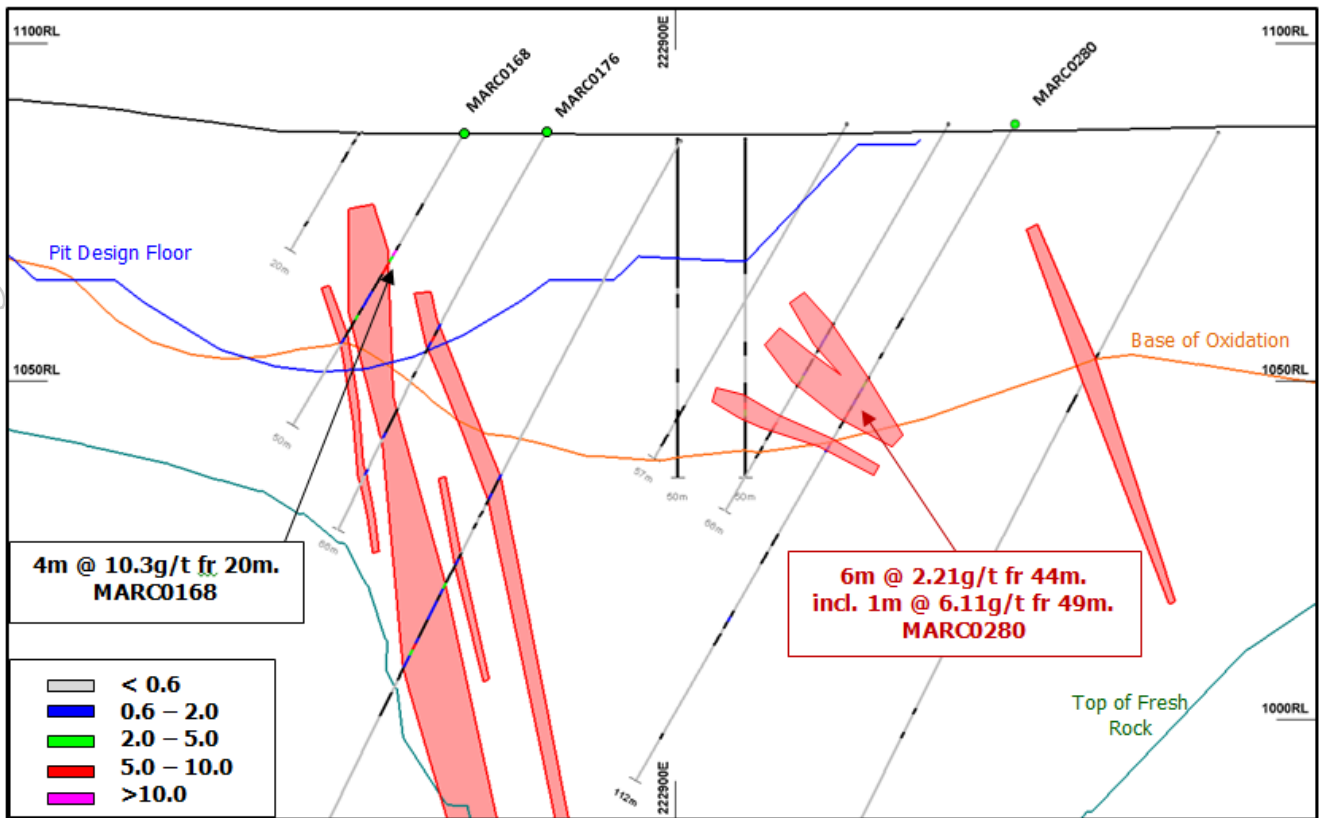 1100RL
222900E
1100RL
MARC0168
MARC0176
MARC0280
Pit Design Floor
20m
Base of Oxidation
1050RL
1050RL
50m
57m
50m
50m
66m
66m
4m @ 10.3g/t fr 20m.
MARC0168
6m @ 2.21g/t fr 44m.
incl. 1m @ 6.11g/t fr 49m.
MARC0280
< 0.6
0.6 – 2.0
2.0 – 5.0
5.0 – 10.0
>10.0
Top of Fresh
Rock
1000RL
112m
222900E